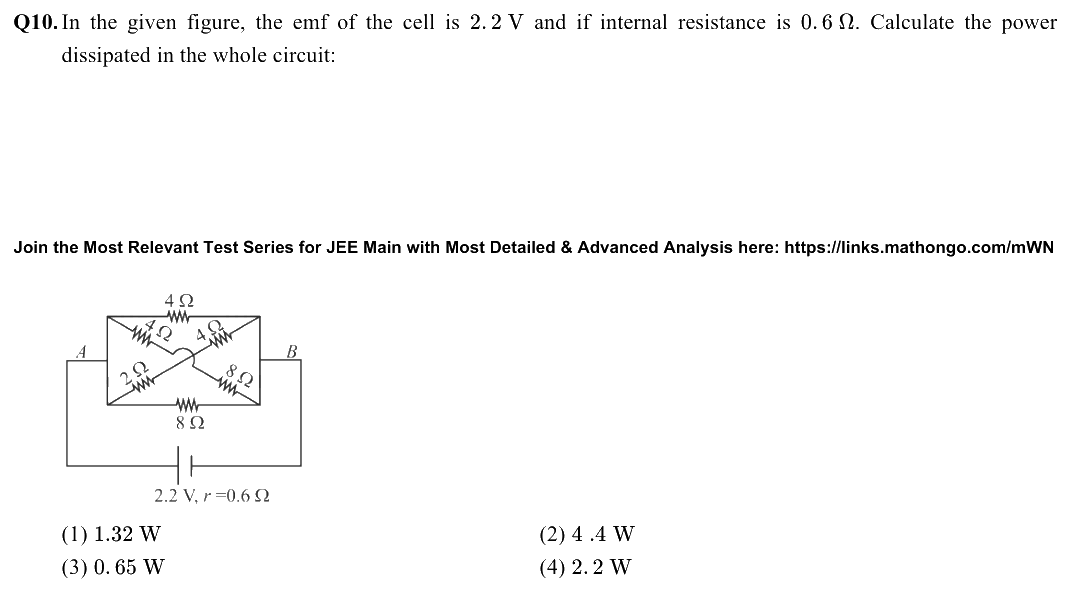 Q10. In the given figure, the emf of the cell is 2.2 V and if internal resistance is 0.6 Ω. Calculate the power
dissipated in the whole circuit:
Join the Most Relevant Test Series for JEE Main with Most Detailed & Advanced Analysis here: https://links.mathongo.com/mWN
4 Ω
4 Ω 4 Ω
A B
2 Ω 8 Ω
8 Ω
2.2 V, r =0.6 Ω
(1) 1.32 W (2) 4 .4 W
(3) 0.65 W (4) 2.2 W